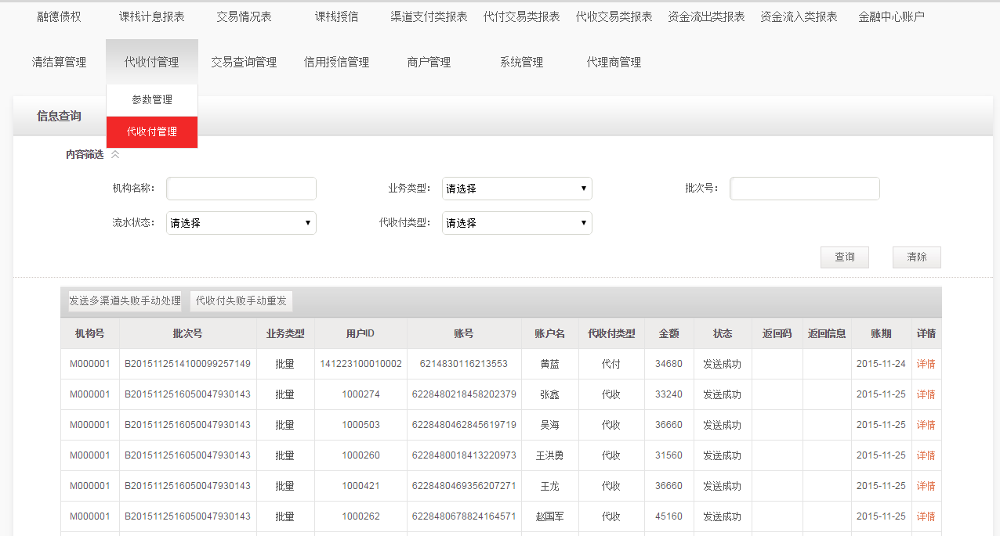 融德债权 课栈计息报表 交易情况表 课栈授信 渠道支付类报表 代付交易类报表 代收交易类报表 资金流出类报表 资金流入类报表 金融中心账户
清结算管理 代收付管理 交易查询管理 信用授信管理 商户管理 系统管理 代理商管理
参数管理
信息查询
代收付管理
内容筛选
机构名称： 业务类型： 请选择 批次号：
流水状态： 请选择 代收付类型： 请选择
查询 清除
发送多渠道失败手动处理 代收付失败手动重发
机构号 批次号 业务类型 用户ID 账号 账户名 代收付类型 金额 状态 返回码 返回信息 账期 详情
M000001 B2015112514100099257149 批量 141223100010002 6214830116213553 黄蓝 代付 34680 发送成功 2015-11-24 详情
M000001 B2015112516050047930143 批量 1000274 6228480218458202379 张鑫 代收 33240 发送成功 2015-11-25 详情
M000001 B2015112516050047930143 批量 1000503 6228480462845619719 吴海 代收 36660 发送成功 2015-11-25 详情
M000001 B2015112516050047930143 批量 1000260 6228480018413220973 王洪勇 代收 31560 发送成功 2015-11-25 详情
M000001 B2015112516050047930143 批量 1000421 6228480469356207271 王龙 代收 36660 发送成功 2015-11-25 详情
M000001 B2015112516050047930143 批量 1000262 6228480678824164571 赵国军 代收 45160 发送成功 2015-11-25 详情